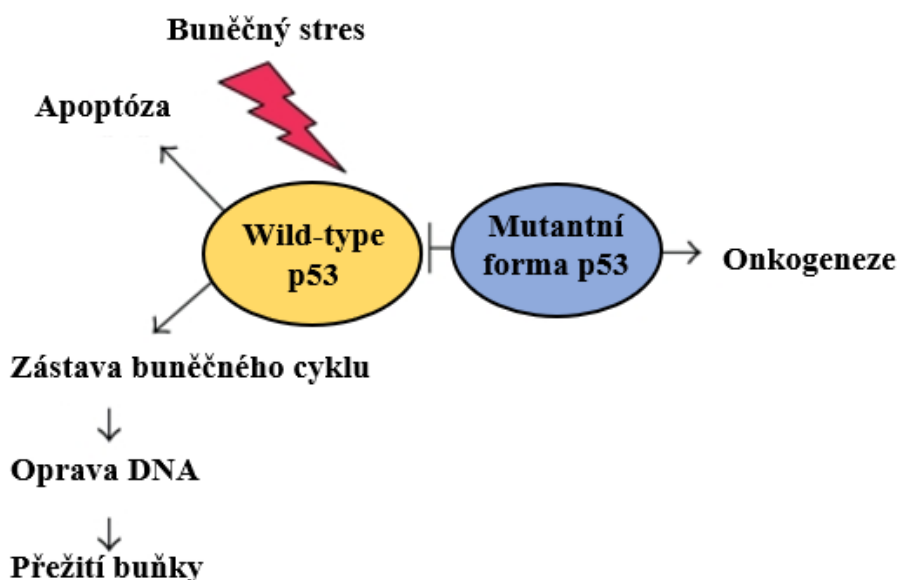 Buněčný stres
Apoptóza
Wild-type
p53
Mutantní
forma p53
Onkogeneze
Zástava buněčného cyklu
Oprava DNA
Přežití buňky